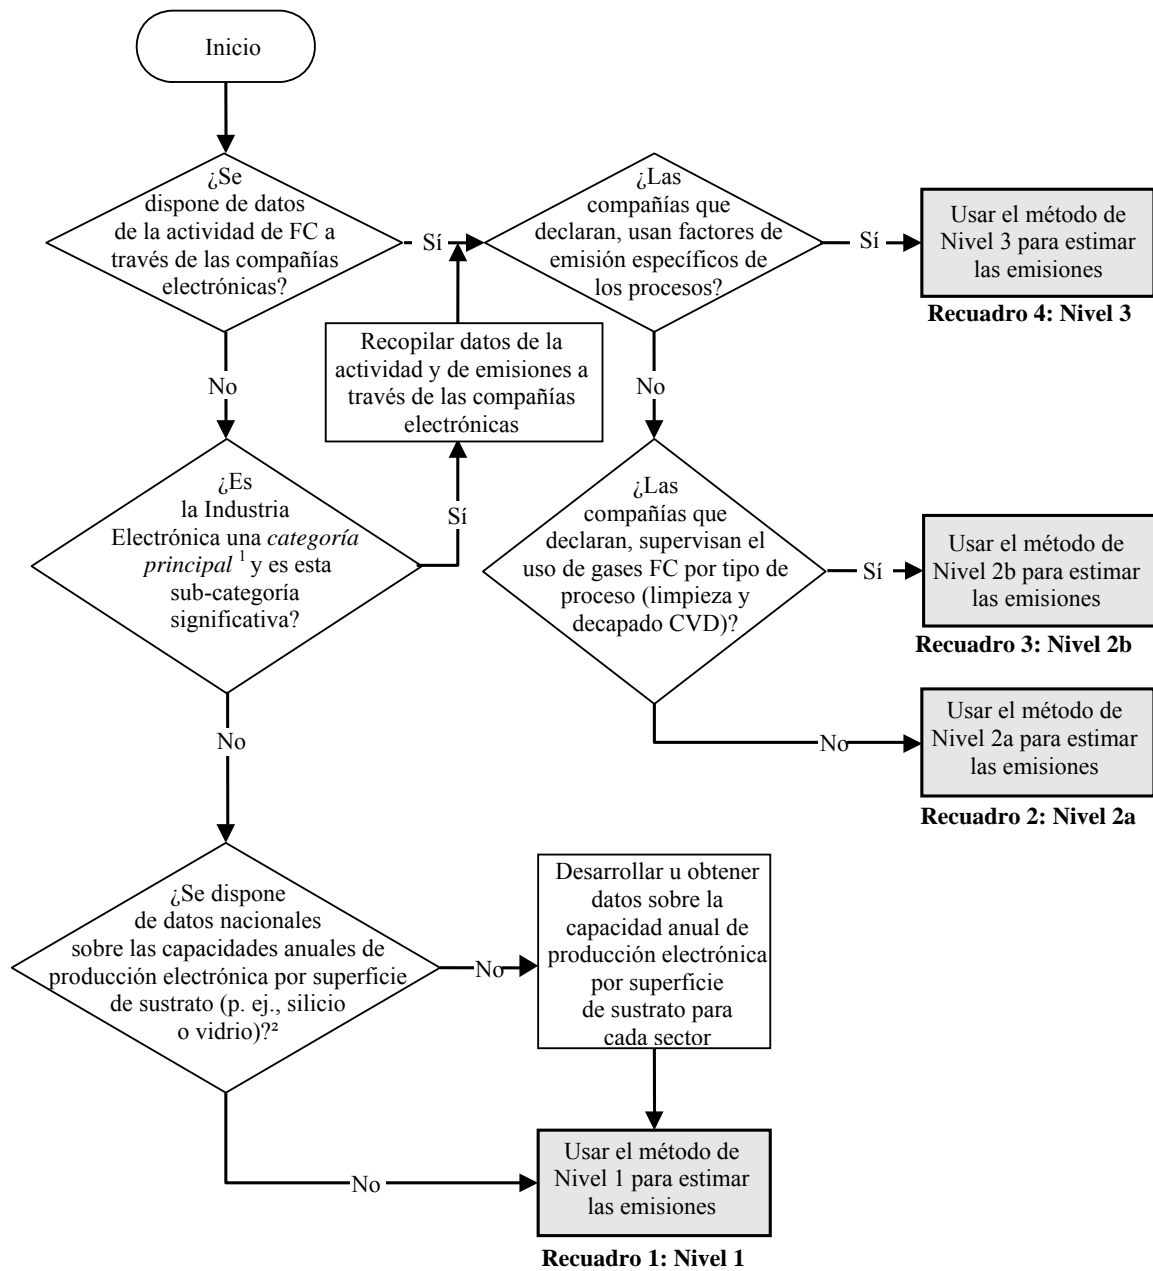 Inicio
¿Se
dispone de datos
de la actividad de FC a
través de las compañías
electrónicas?
Sí
¿Las
compañías que
declaran, usan factores de
emisión específicos de
los procesos?
Sí
Usar el método de
Nivel 3 para estimar
las emisiones
Recuadro 4: Nivel 3
No
Recopilar datos de la
actividad y de emisiones a
través de las compañías
electrónicas
No
¿Es
la Industria
Electrónica una categoría
principal ¹ y es esta
sub-categoría
significativa?
Sí
¿Las
compañías que
declaran, supervisan el
uso de gases FC por tipo de
proceso (limpieza y
decapado CVD)?
Sí
Usar el método de
Nivel 2b para estimar
las emisiones
Recuadro 3: Nivel 2b
No
No
Usar el método de
Nivel 2a para estimar
las emisiones
Recuadro 2: Nivel 2a
¿Se dispone
de datos nacionales
sobre las capacidades anuales de
producción electrónica por superficie
de sustrato (p. ej., silicio
o vidrio)?²
No
Desarrollar u obtener
datos sobre la
capacidad anual de
producción electrónica
por superficie
de sustrato para
cada sector
No
Usar el método de
Nivel 1 para estimar
las emisiones
Recuadro 1: Nivel 1